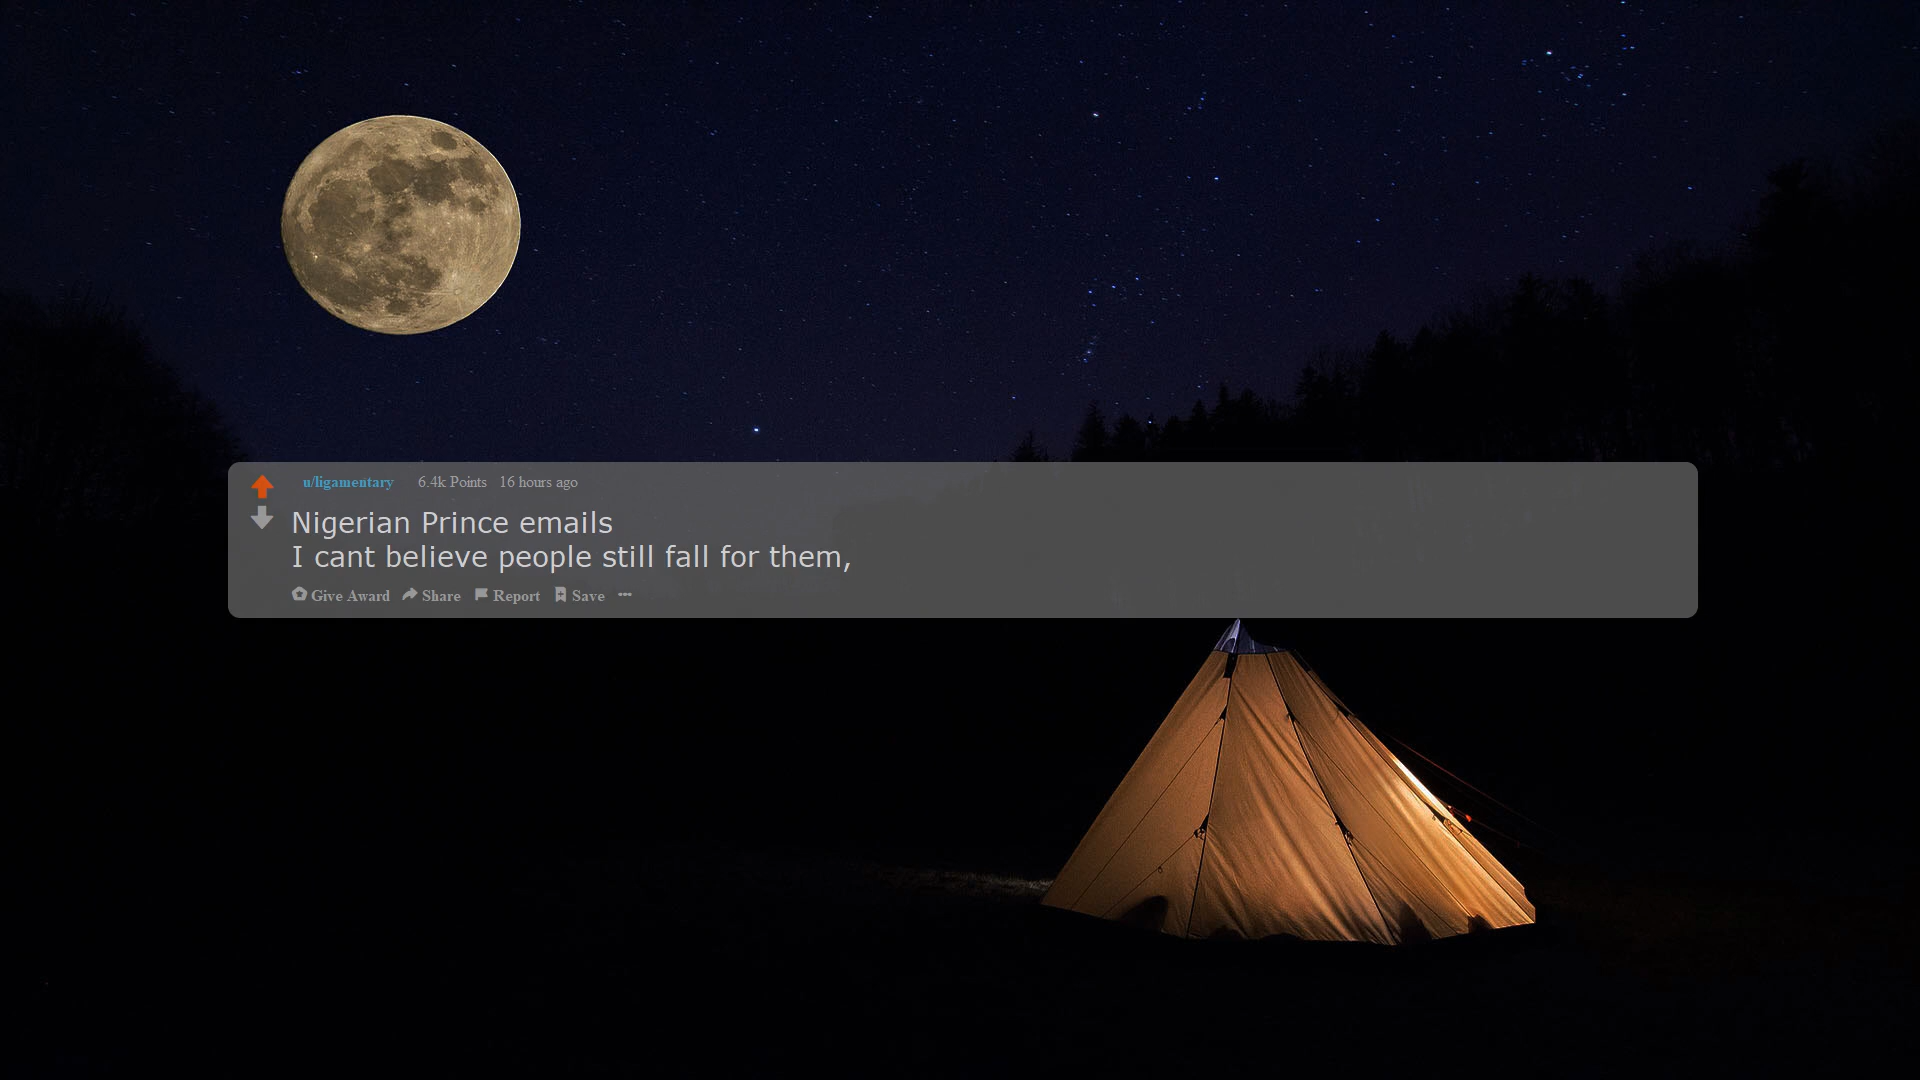 u/ligamentary 6.4k Points 16 hours ago
Nigerian Prince emails
I cant believe people still fall for them,
Give Award Share Report Save